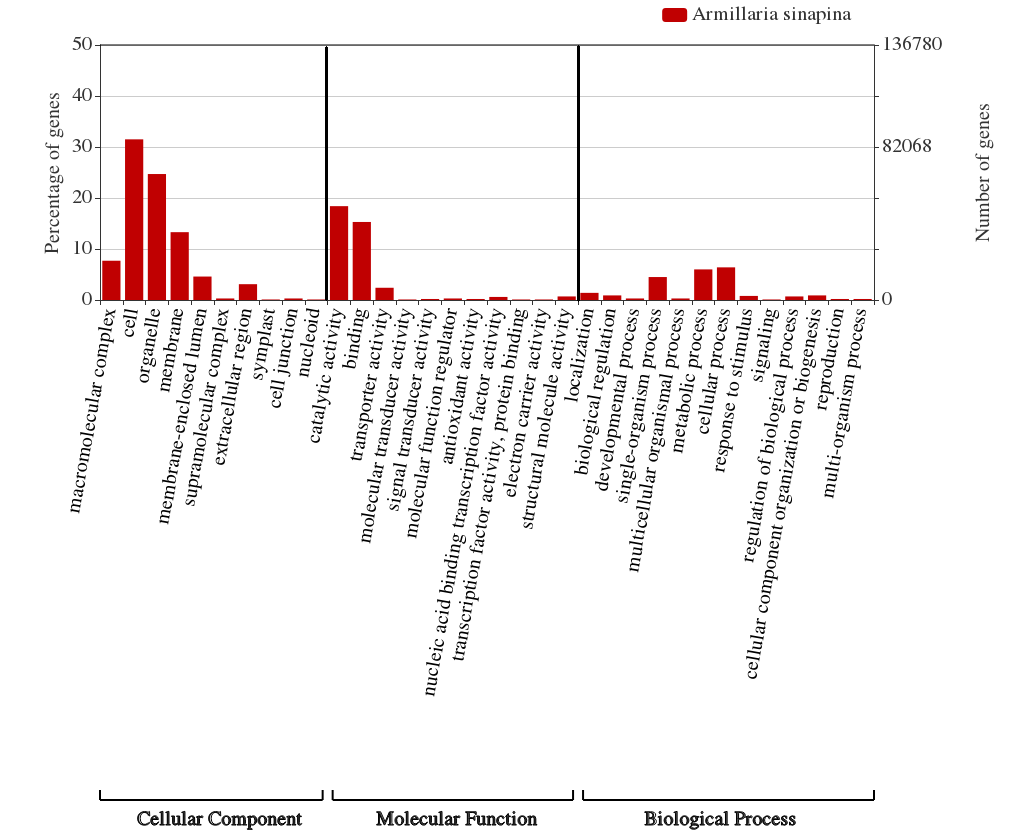 Armillaria sinapina
50
40
30
20
10
0
Percentage of genes
136780
82068
0
Number of genes
macromolecular complex
cell
organelle
membrane
membrane-enclosed lumen
supramolecular complex
extracellular region
symplast
cell junction
nucleoid
catalytic activity
binding
transporter activity
molecular transducer activity
signal transducer activity
molecular function regulator
antioxidant activity
nucleic acid binding transcription factor activity
transcription factor activity, protein binding
electron carrier activity
structural molecule activity
localization
biological regulation
developmental process
single-organism process
multicellular organismal process
metabolic process
cellular process
response to stimulus
signaling
regulation of biological process
cellular component organization or biogenesis
reproduction
multi-organism process
Cellular Component
Molecular Function
Biological Process